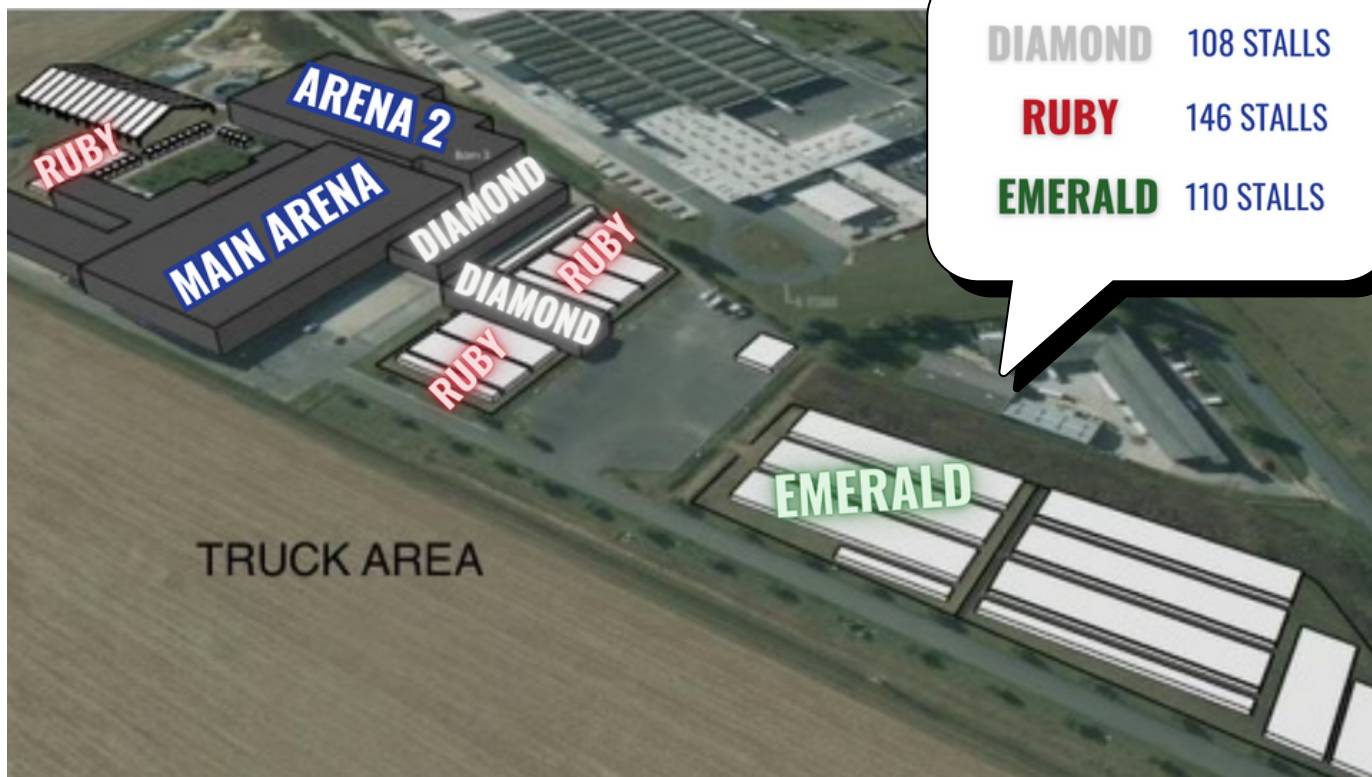 DIAMOND 108 STALLS
RUBY 146 STALLS
EMERALD 110 STALLS
ARENA 2
RUBY
MAIN ARENA
DIAMOND
RUBY
DIAMOND
RUBY
EMERALD
TRUCK AREA